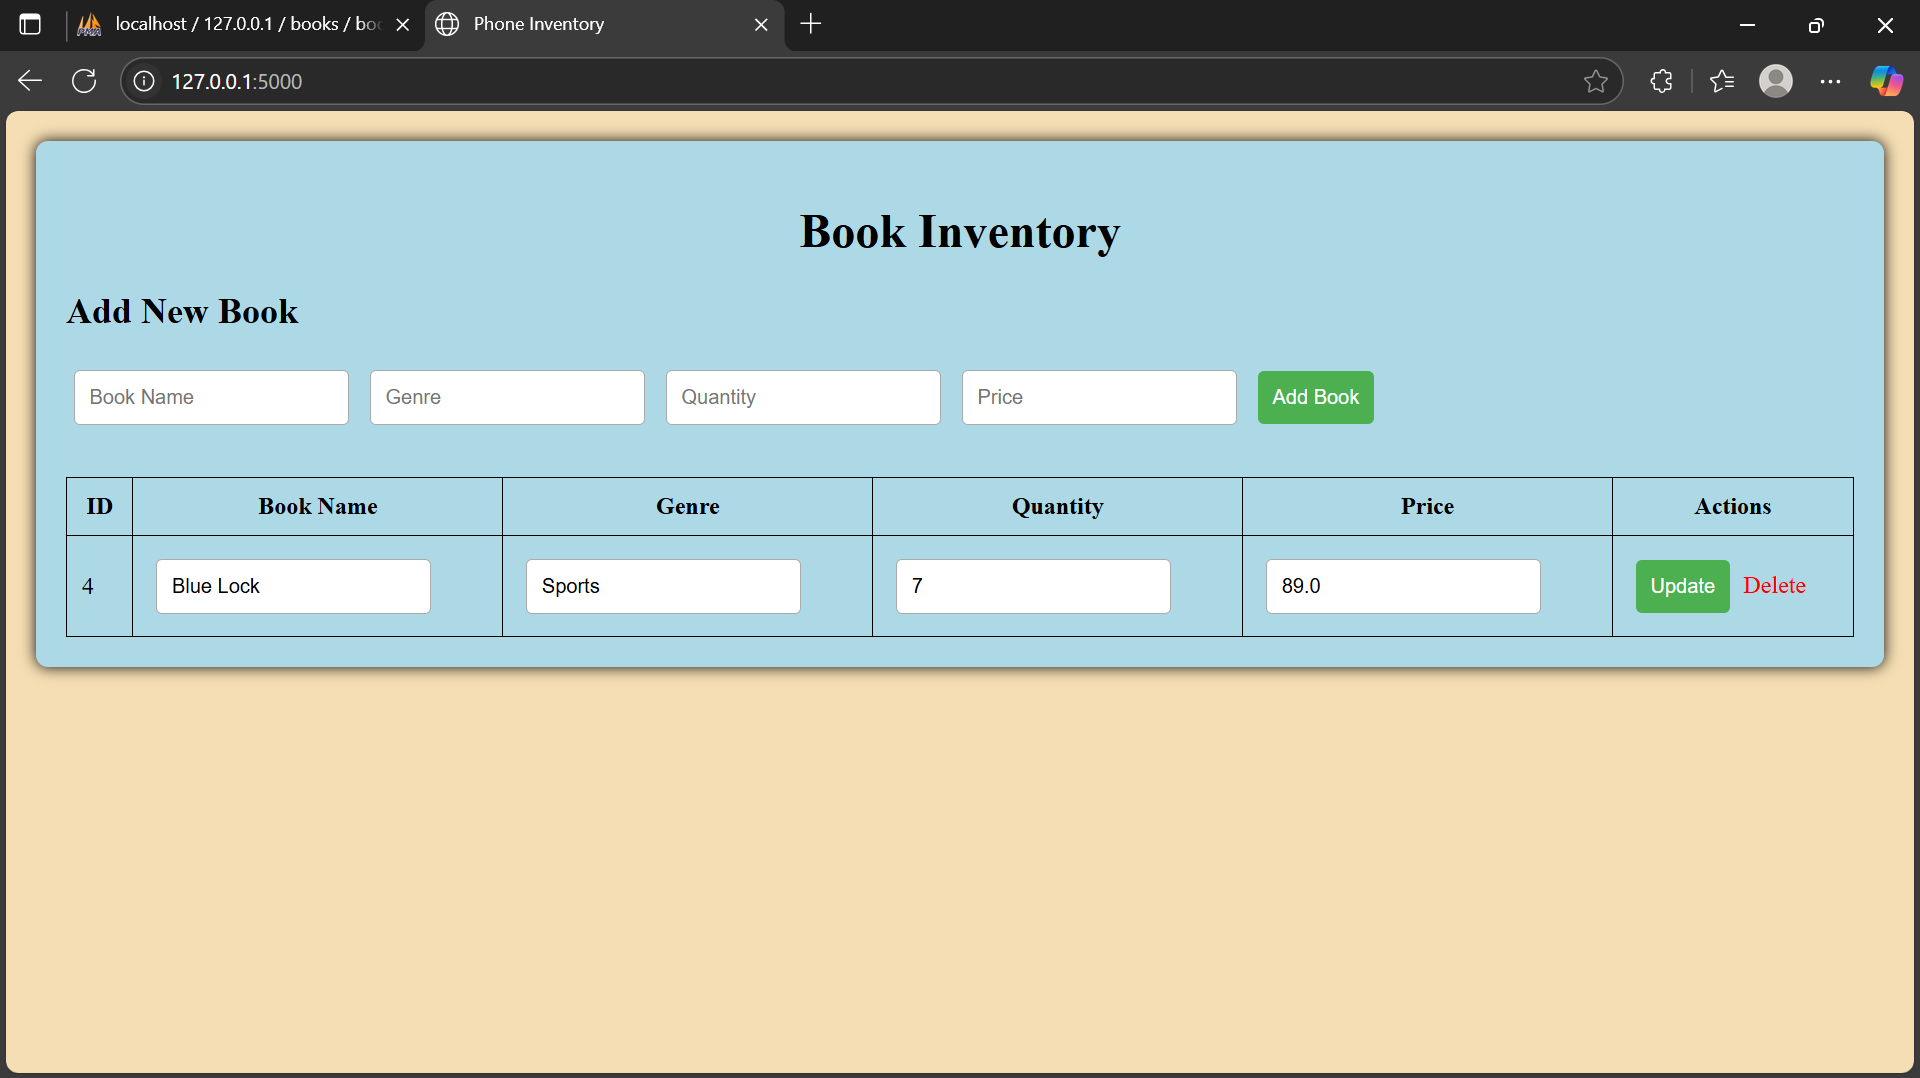 localhost / 127.0.0.1 / books / bo
Phone Inventory
127.0.0.1:5000
Book Inventory
Add New Book
Book Name Genre Quantity Price Add Book
ID Book Name Genre Quantity Price Actions
4 Blue Lock Sports 7 89.0 Update Delete